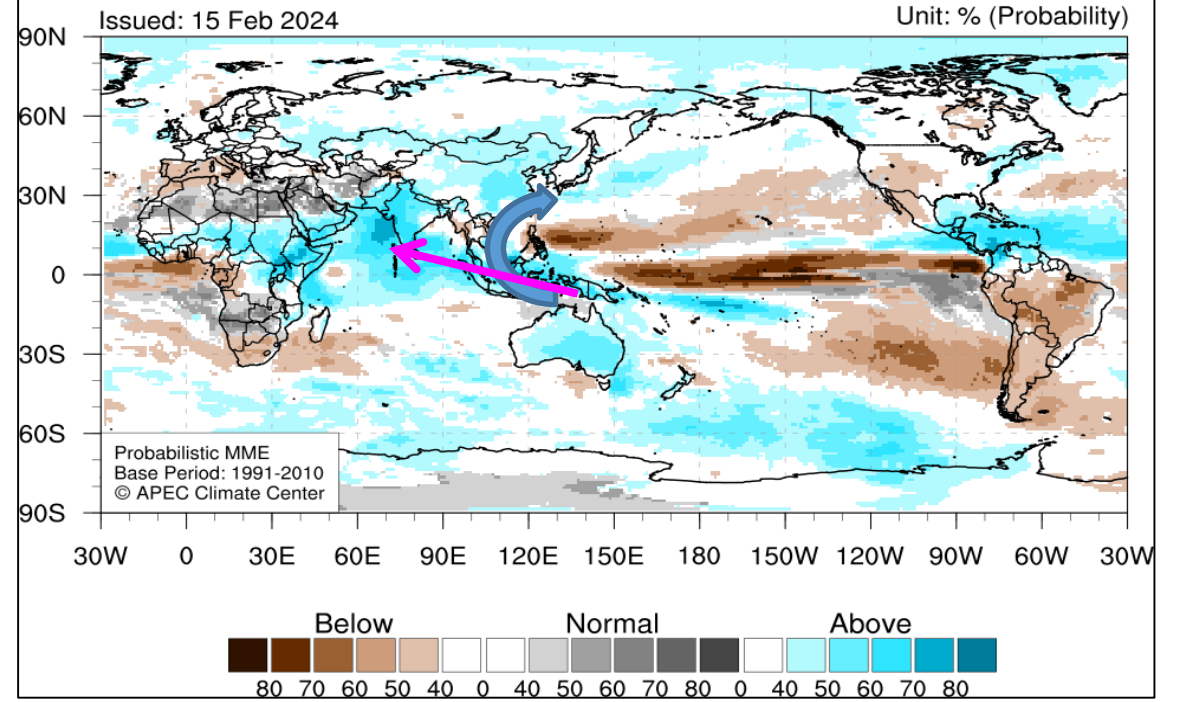 Issued: 15 Feb 2024
Unit: % (Probability)
90N
60N
30N
0
30S
60S
90S
Probabilistic MME
Base Period: 1991-2010
© APEC Climate Center
30W 0 30E 60E 90E 120E 150E 180 150W 120W 90W 60W 30W
Below Normal Above
80 70 60 50 40 0 40 50 60 70 80 0 40 50 60 70 80